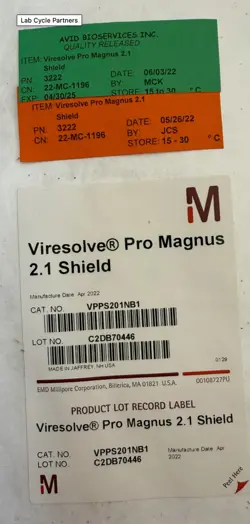 Lab Cycle Partners
AVID BIOSERVICES INC.
QUALITY RELEASED
ITEM: Viresolve Pro Magnus 2.1
Shield
PN: 3222 DATE: 06/03/22
CN: 22-MC-1196 BY: MCK
EXP: 04/30/25 STORE: 15 to 30 °C
ITEM: Viresolve Pro Magnus 2.1
Shield
PN: 3222 DATE: 05/26/22
CN: 22-MC-1196 BY: JCS
STORE: 15 - 30 °C
M
Viresolve® Pro Magnus
2.1 Shield
Manufacture Date Apr 2022
CAT. NO. VPPS201NB1
LOT NO. C2DB70446
MADE IN JAFFREY, NH USA 0129
EMD Millipore Corporation, Billerica, MA 01821 U.S.A. 00108727PU
PRODUCT LOT RECORD LABEL
Viresolve® Pro Magnus 2.1 Shield
CAT. NO. VPPS201NB1 Manufacture Date Apr
LOT NO. C2DB70446 2022
M
Peel Here